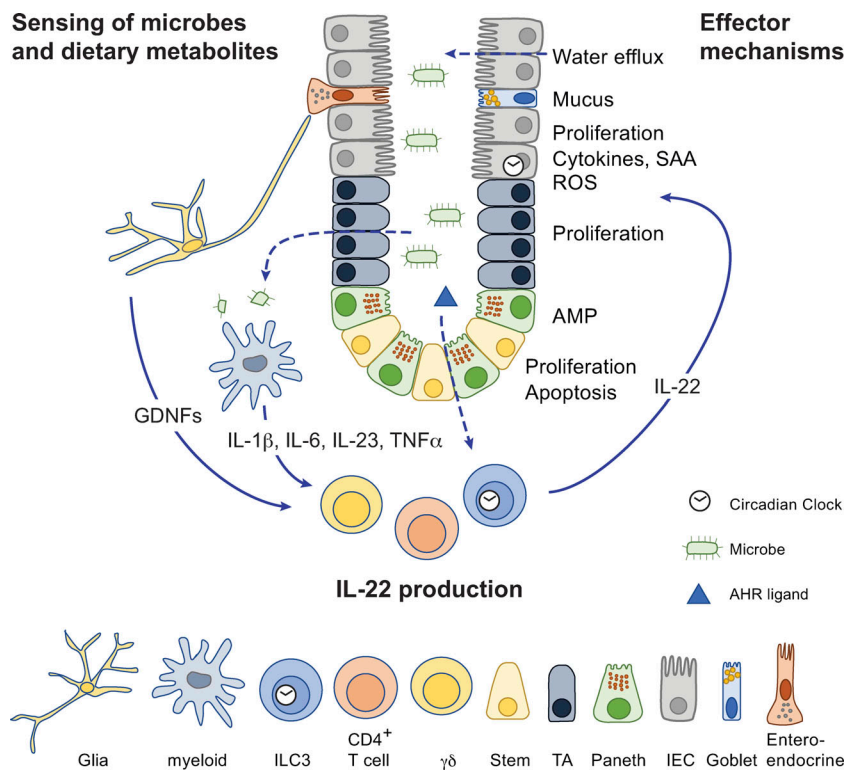 Sensing of microbes
and dietary metabolites
Effector
mechanisms
Water efflux
Mucus
Proliferation
Cytokines, SAA
ROS
Proliferation
AMP
Proliferation
Apoptosis
GDNFs
IL-22
IL-1β, IL-6, IL-23, TNFα
Circadian Clock
Microbe
AHR ligand
IL-22 production
Glia
myeloid
ILC3
CD4+
T cell
γδ
Stem
TA
Paneth
IEC
Goblet
Entero-
endocrine